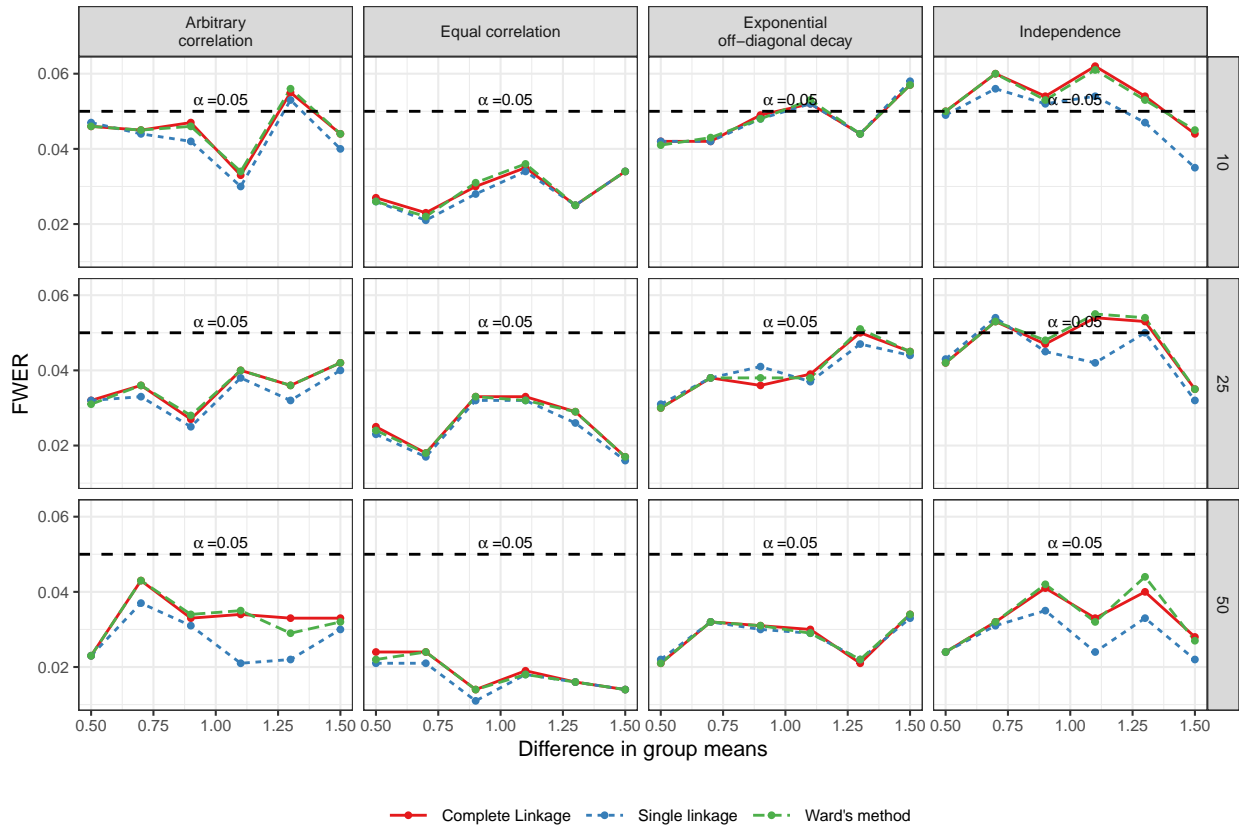 Arbitrary
correlation
Equal correlation
Exponential
off−diagonal decay
Independence
0.06
0.04
0.02
α =0.05
α =0.05
α =0.05
α =0.05
10
0.06
0.04
0.02
α =0.05
α =0.05
α =0.05
α =0.05
25
FWER
0.06
0.04
0.02
α =0.05
α =0.05
α =0.05
α =0.05
50
0.50 0.75 1.00 1.25 1.50
0.50 0.75 1.00 1.25 1.50
0.50 0.75 1.00 1.25 1.50
0.50 0.75 1.00 1.25 1.50
Difference in group means
Complete Linkage Single linkage Ward's method